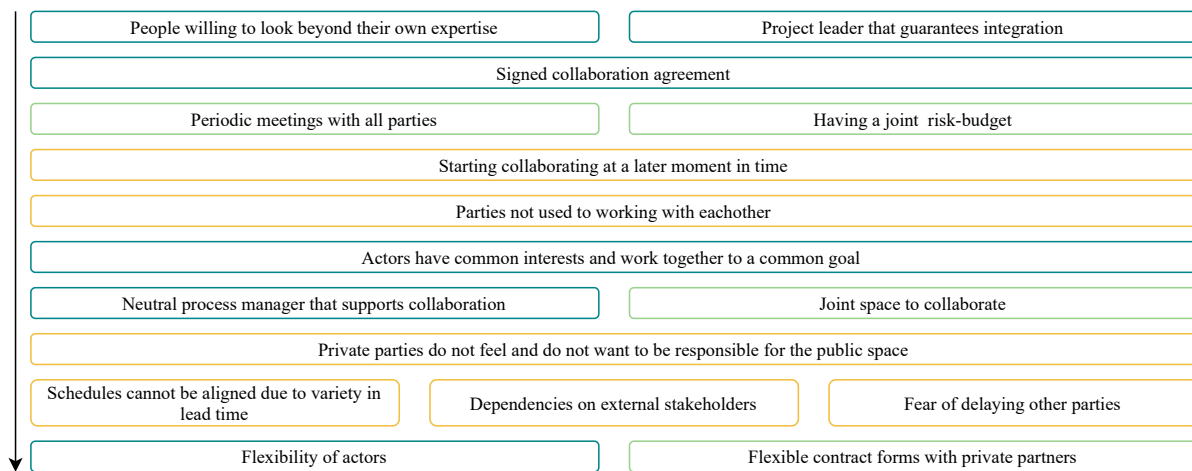 People willing to look beyond their own expertise
Project leader that guarantees integration
Signed collaboration agreement
Periodic meetings with all parties
Having a joint risk-budget
Starting collaborating at a later moment in time
Parties not used to working with eachother
Actors have common interests and work together to a common goal
Neutral process manager that supports collaboration
Joint space to collaborate
Private parties do not feel and do not want to be responsible for the public space
Schedules cannot be aligned due to variety in
lead time
Dependencies on external stakeholders
Fear of delaying other parties
Flexibility of actors
Flexible contract forms with private partners